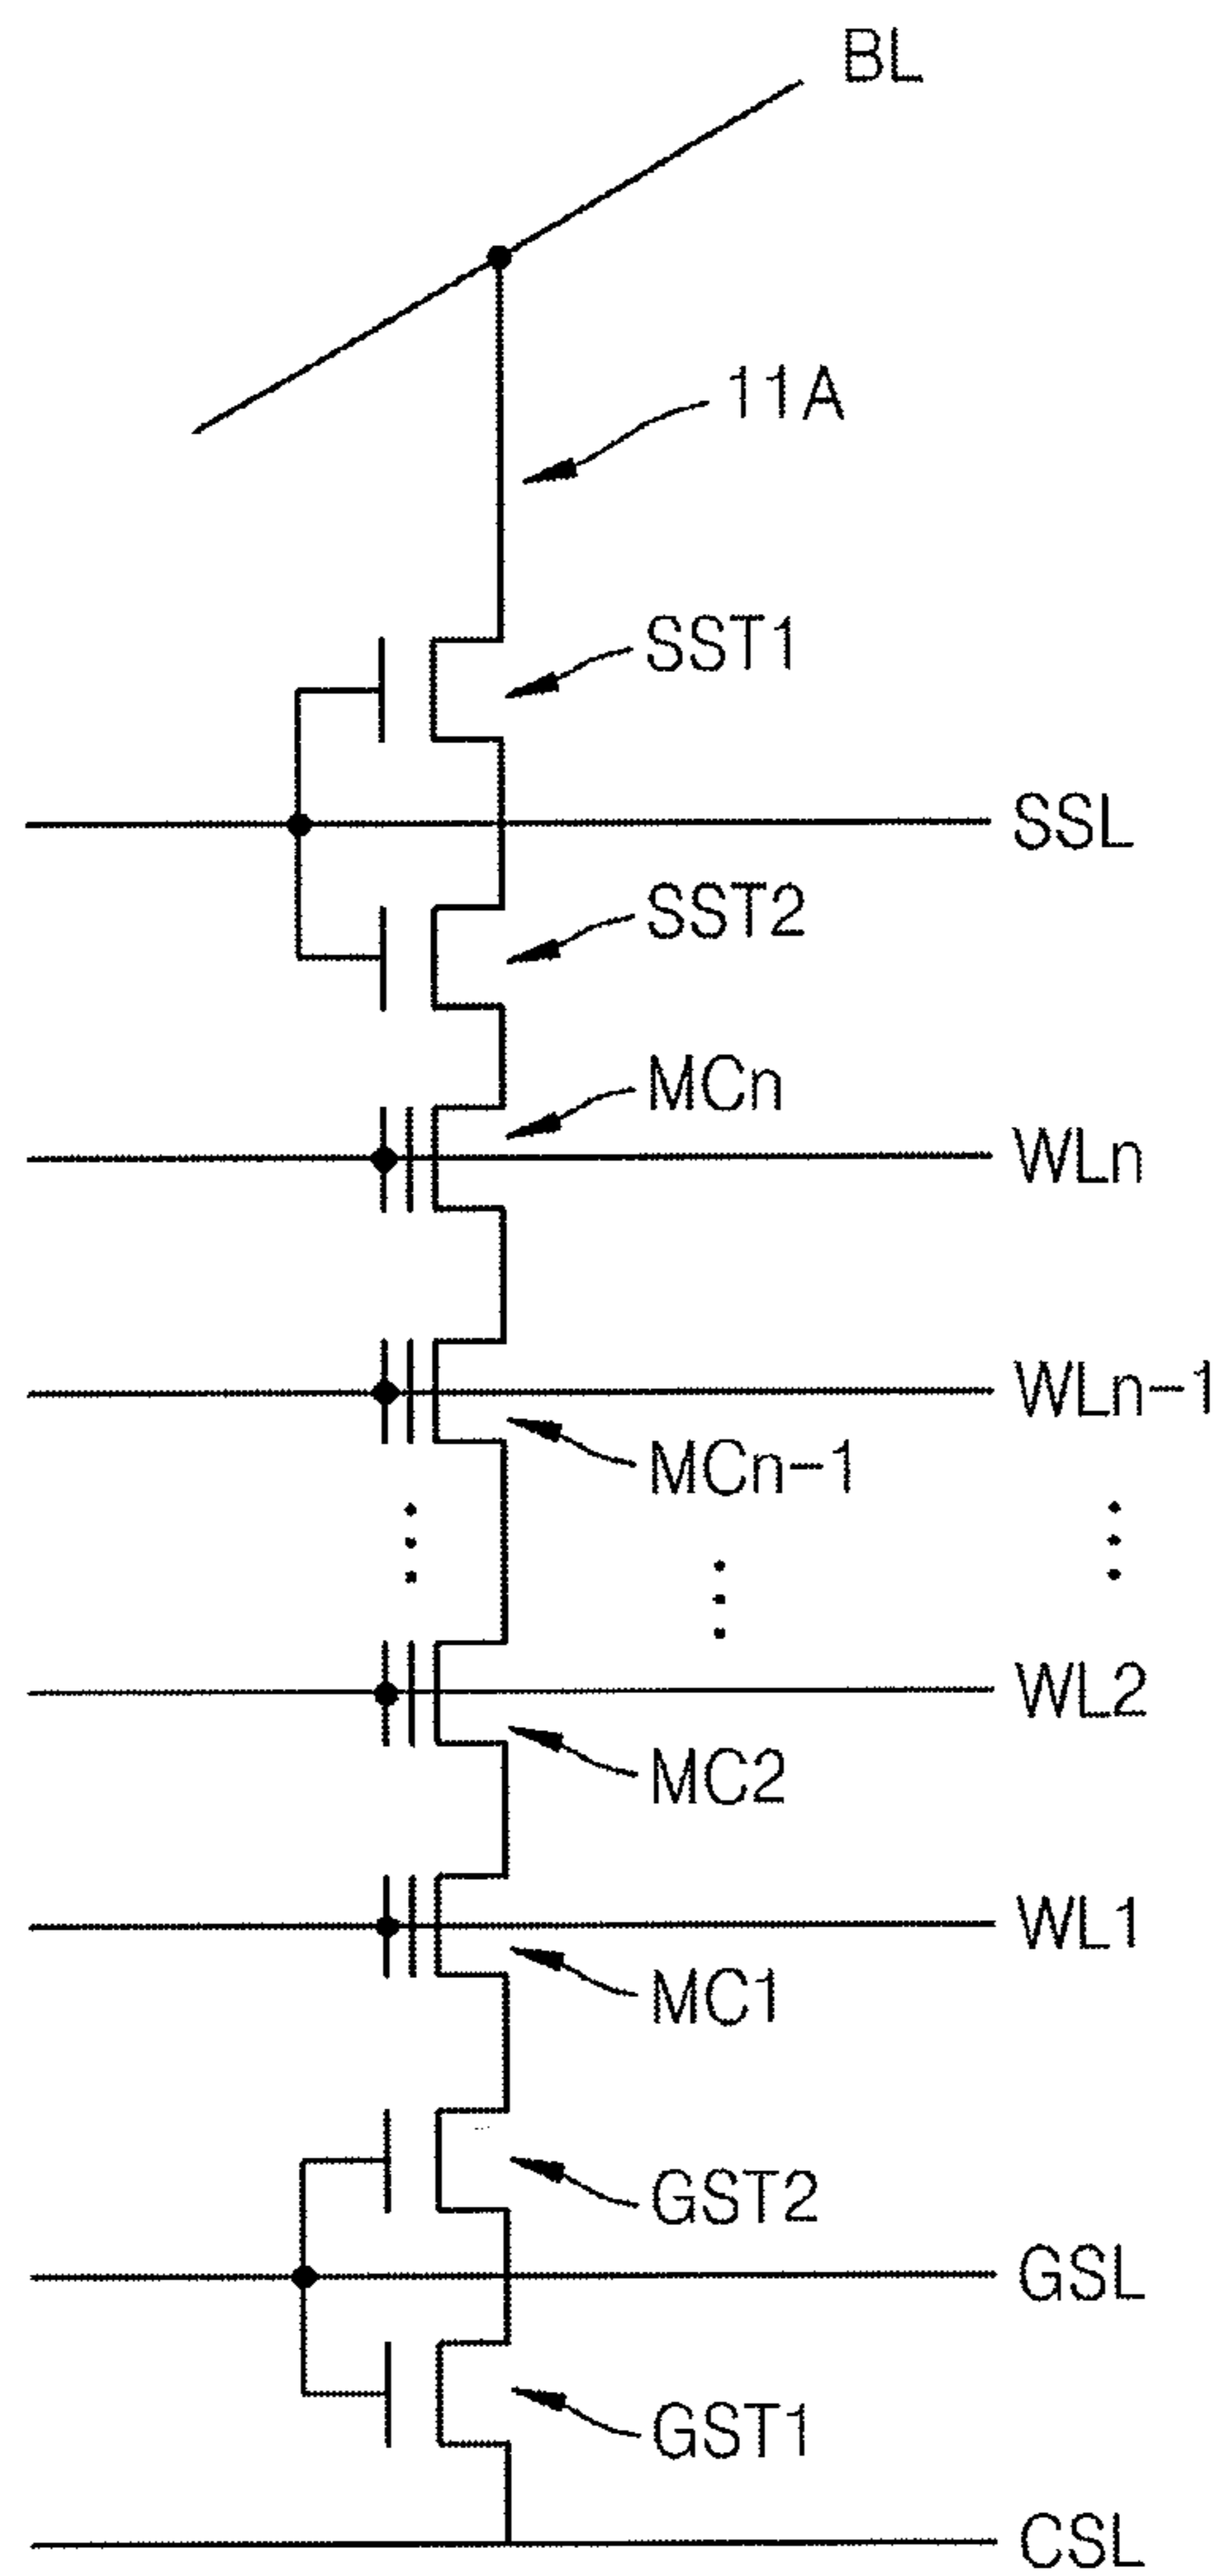 BL
11A
SST1
SSL
SST2
MCn
WLn
WLn-1
MCn-1
WL2
MC2
WL1
MC1
GST2
GSL
GST1
CSL